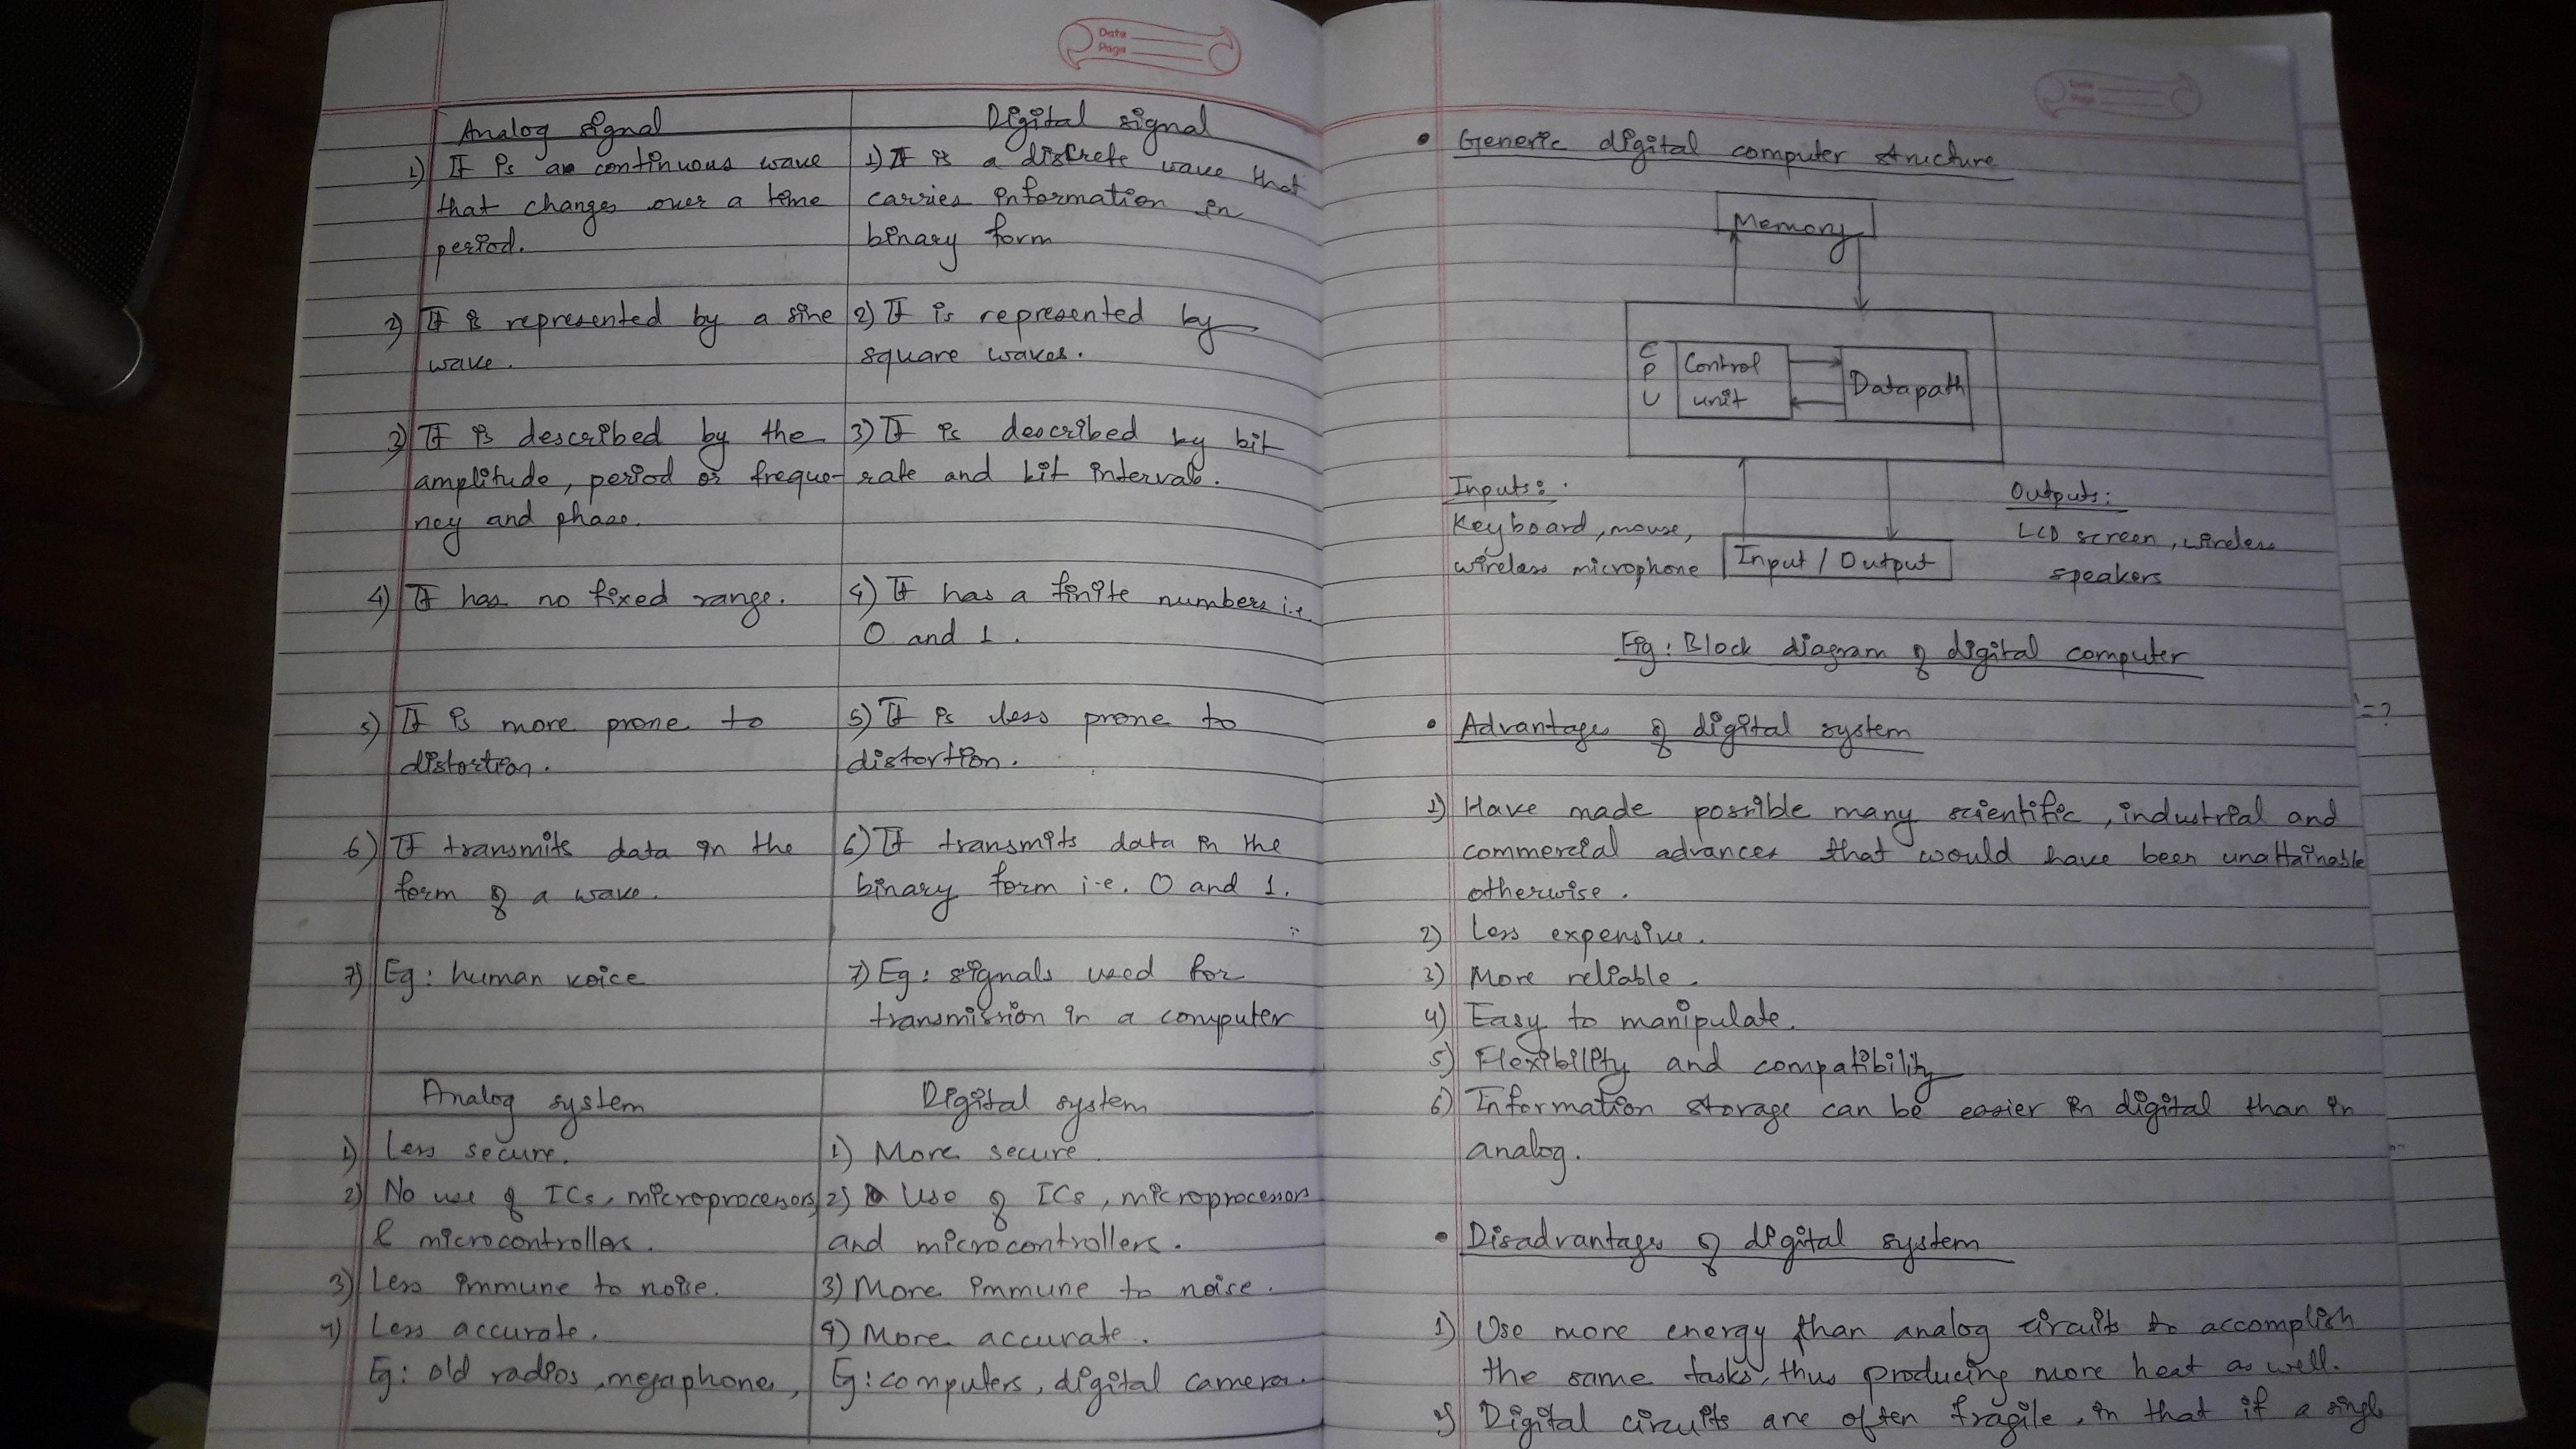 Date
Page
Analog signal | Digital signal
1) It is an continuous wave | 1) It is a discrete wave that
that changes over a time | carries information in
period. | binary form
2) It is represented by a sine | 2) It is represented by
wave. | square waves.
3) It is described by the | 3) It is described by bit
amplitude, period or freque- | rate and bit intervals.
ncy and phase.
4) It has no fixed range. | 4) It has a finite numbers i.e.
0 and 1.
5) It is more prone to | 5) It is less prone to
distortion. | distortion.
6) It transmits data in the | 6) It transmits data in the
form of a wave. | binary form i.e. 0 and 1.
7) Eg: human voice | 7) Eg: signals used for
transmission in a computer
Analog system | Digital system
1) Less secure. | 1) More secure.
2) No use of ICs, microprocessors | 2) Use of ICs, microprocessor
& microcontrollers. | and microcontrollers.
3) Less immune to noise. | 3) More immune to noise.
4) Less accurate. | 4) More accurate.
Eg: old radios, megaphone, | Eg: computers, digital camera.
Date
Page
• Generic digital computer structure
Memory
C
P Control Datapath
U unit
Inputs: Outputs:
Keyboard, mouse, LCD screen, wireless
wireless microphone Input / Output speakers
Fig: Block diagram of digital computer
• Advantages of digital system
1) Have made possible many scientific, industrial and
commercial advances that would have been unattainable
otherwise.
2) Less expensive.
3) More reliable.
4) Easy to manipulate.
5) Flexibility and compatibility
6) Information storage can be easier in digital than in
analog.
• Disadvantages of digital system
1) Use more energy than analog circuits to accomplish
the same tasks, thus producing more heat as well.
2) Digital circuits are often fragile, in that if a singl